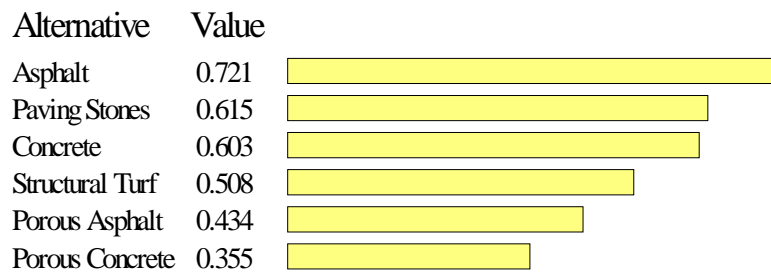 Alternative Value
Asphalt 0.721
Paving Stones 0.615
Concrete 0.603
Structural Turf 0.508
Porous Asphalt 0.434
Porous Concrete 0.355